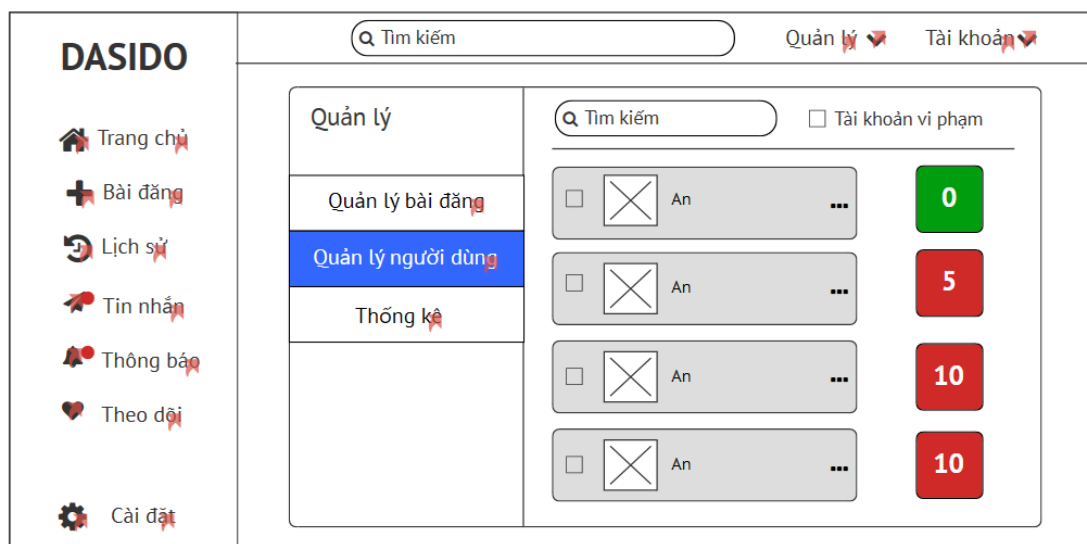 DASIDO
Trang chủ
Bài đăng
Lịch sử
Tin nhắn
Thông báo
Theo dõi
Cài đặt
Tìm kiếm
Quản lý
Tài khoản
Quản lý
Quản lý bài đăng
Quản lý người dùng
Thống kê
Tìm kiếm
Tài khoản vi phạm
An ... 0
An ... 5
An ... 10
An ... 10